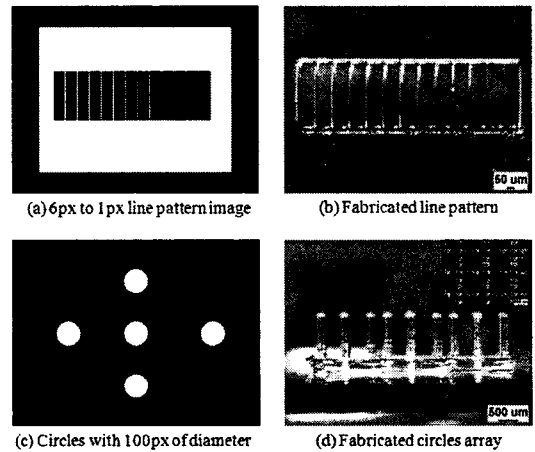 (a) 6px to 1px line pattern image
50 um
(b) Fabricated line pattern
(c) Circles with 100px of diameter
500 um
(d) Fabricated circles array